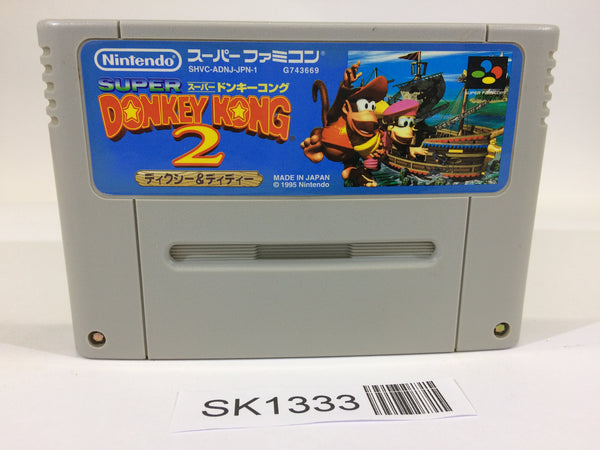 Nintendo スーパーファミコン
SHVC-ADNJ-JPN-1 G743669
SUPER スーパードンキーコング
DONKEY KONG
2
ディクシー&ディディー
MADE IN JAPAN
© 1995 Nintendo
SUPER FAMICOM
SK1333